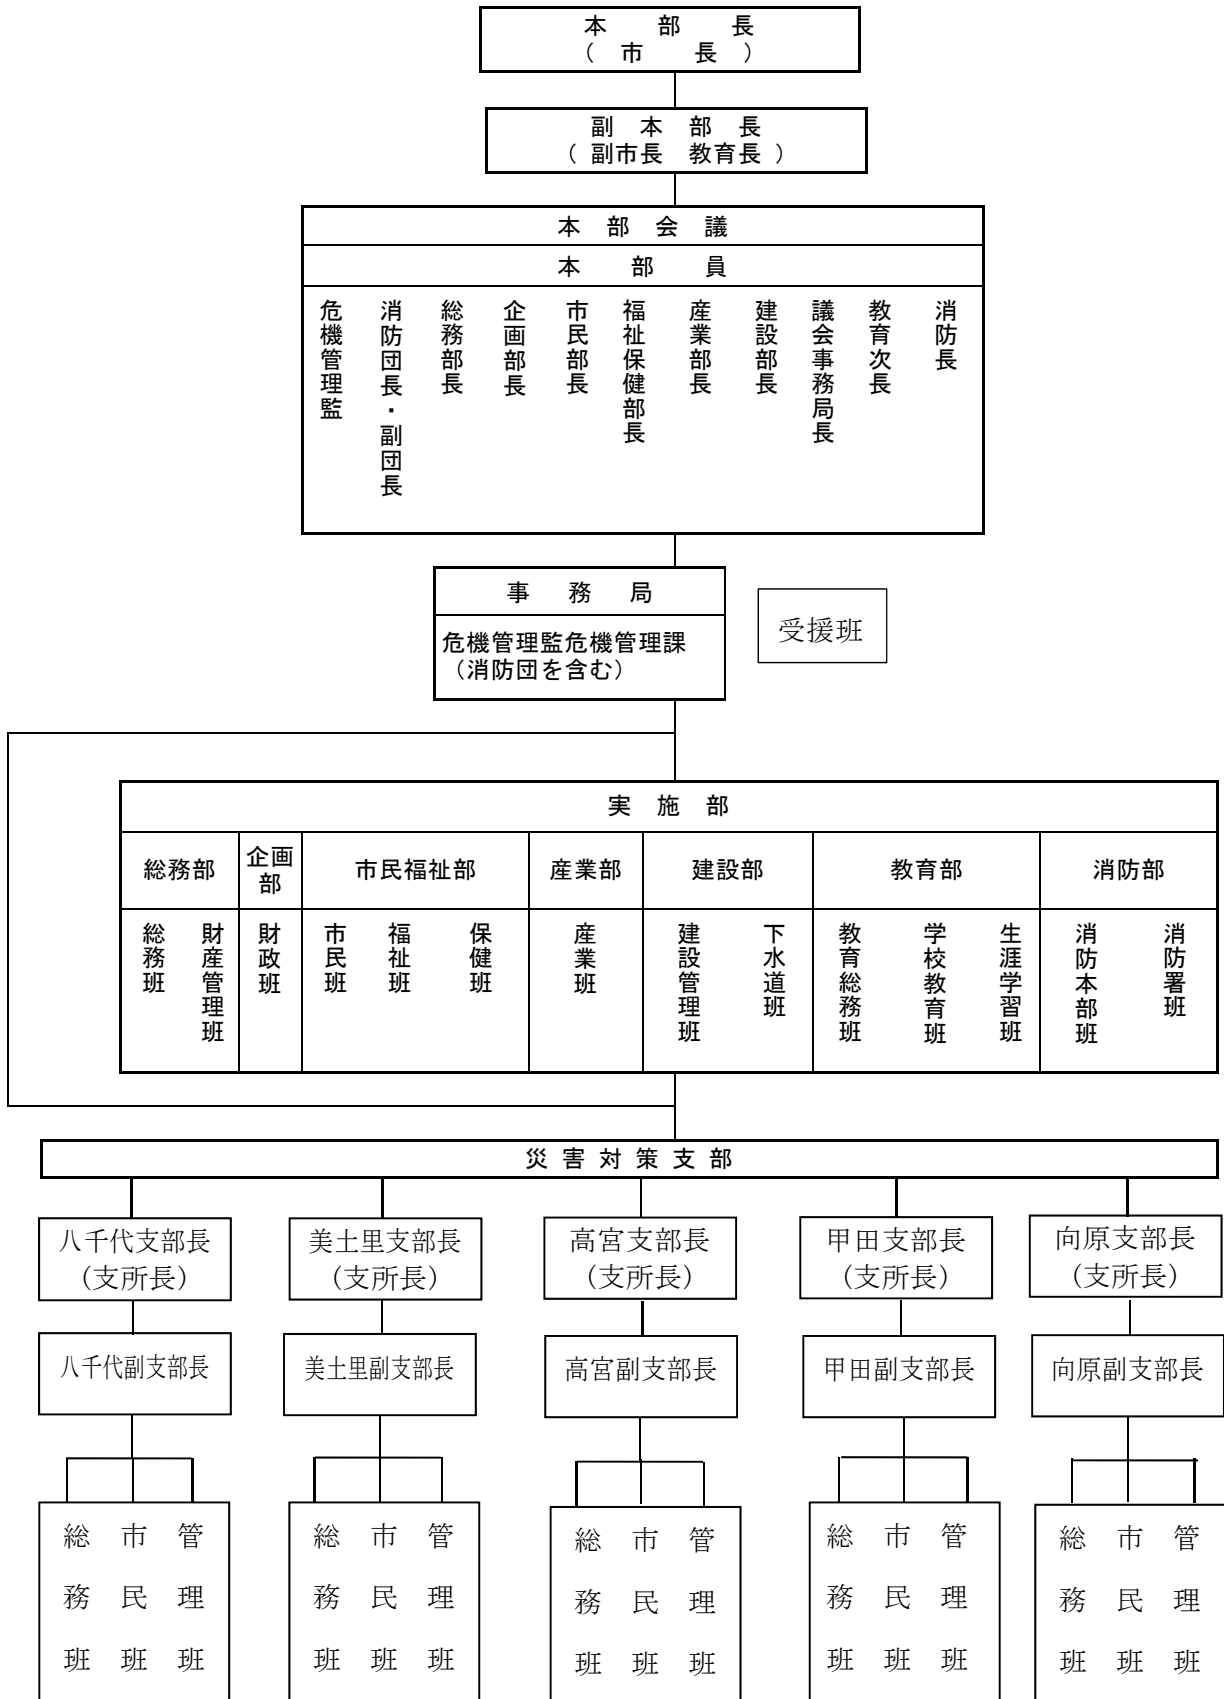 本部長
（市長）
副本部長
（副市長　教育長）
本部会議
本部員
危機管理監
消防団長・副団長
総務部長
企画部長
市民部長
福祉保健部長
産業部長
建設部長
議会事務局長
教育次長
消防長
事務局
危機管理監危機管理課
（消防団を含む）
受援班
実施部
総務部
企画
部
市民福祉部
産業部
建設部
教育部
消防部
総務班
財産管理班
財政班
市民班
福祉班
保健班
産業班
建設管理班
下水道班
教育総務班
学校教育班
生涯学習班
消防本部班
消防署班
災害対策支部
八千代支部長
（支所長）
美土里支部長
（支所長）
高宮支部長
（支所長）
甲田支部長
（支所長）
向原支部長
（支所長）
八千代副支部長
美土里副支部長
高宮副支部長
甲田副支部長
向原副支部長
総務班
市民班
管理班
総務班
市民班
管理班
総務班
市民班
管理班
総務班
市民班
管理班
総務班
市民班
管理班